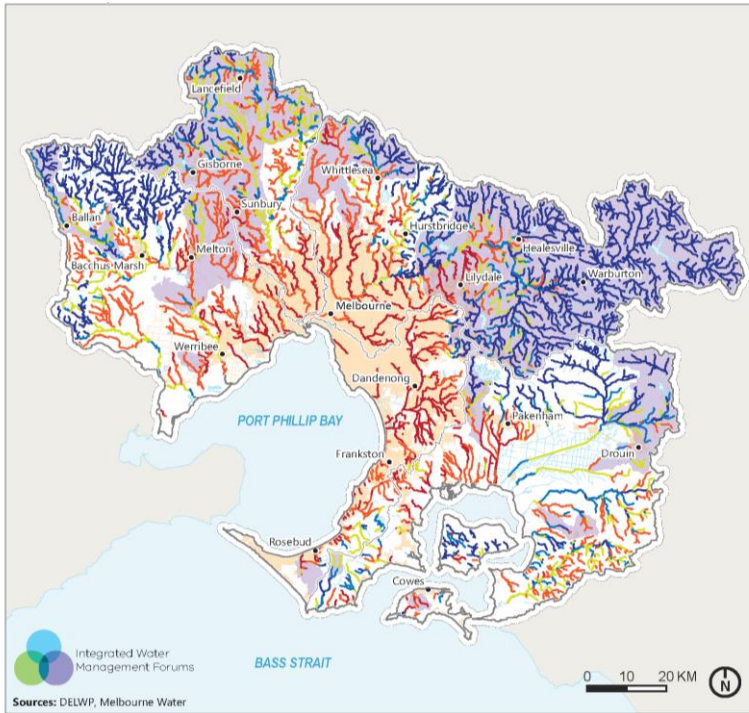 Lancefield
Gisborne
Whittlesea
Sunbury
Ballan
Hurstbridge
Healesville
Bacchus Marsh
Melton
Lilydale
Warburton
Melbourne
Werribee
Dandenong
PORT PHILLIP BAY
Pakenham
Frankston
Drouin
Rosebud
Cowes
Integrated Water
Management Forums
BASS STRAIT
0 10 20 KM
N
Sources: DELWP, Melbourne Water